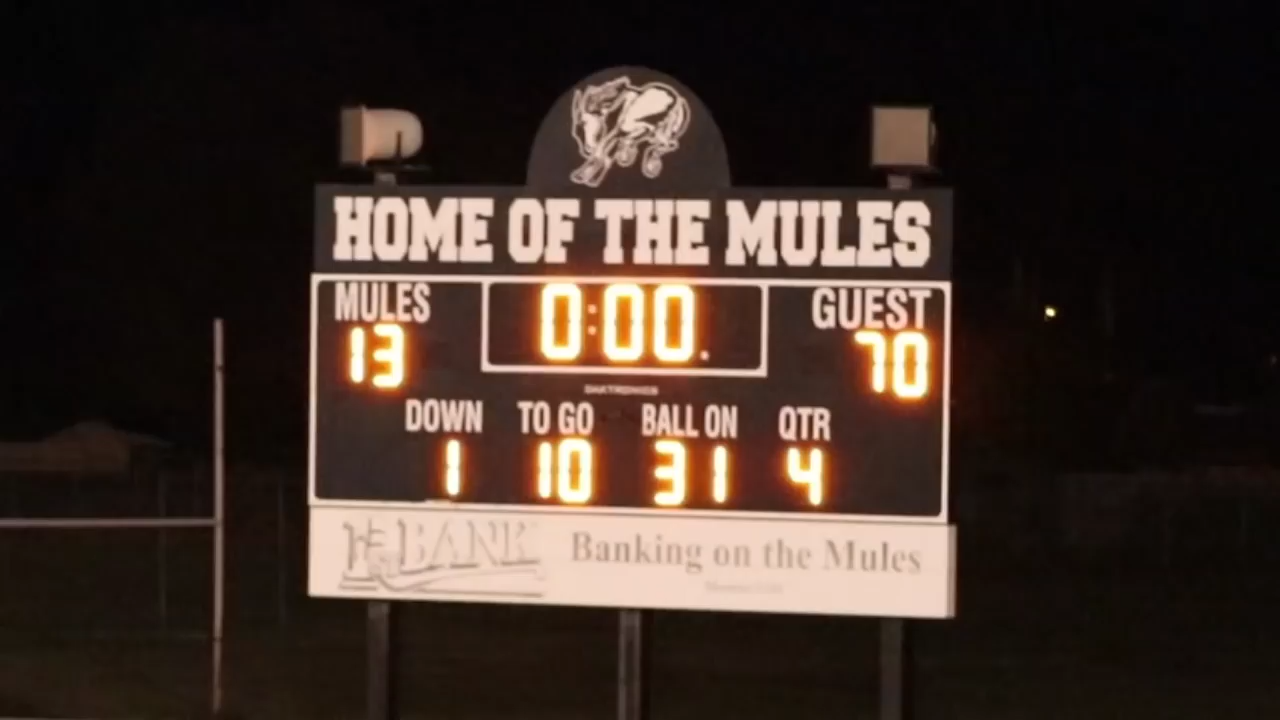 HOME OF THE MULES
MULES 0:00. GUEST
13 70
DAKTRONICS
DOWN TO GO BALL ON QTR
1 10 31 4
BANK Banking on the Mules